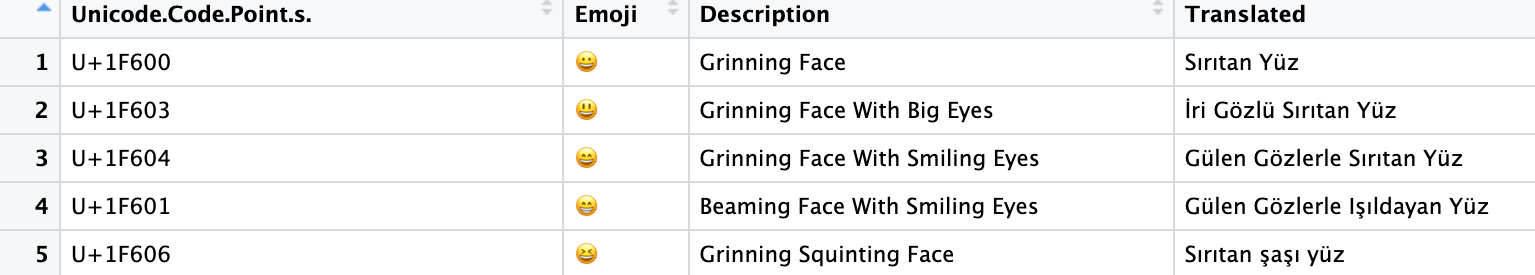 Unicode.Code.Point.s. Emoji Description Translated
1 U+1F600 😀 Grinning Face Sırıtan Yüz
2 U+1F603 😃 Grinning Face With Big Eyes İri Gözlü Sırıtan Yüz
3 U+1F604 😄 Grinning Face With Smiling Eyes Gülen Gözlerle Sırıtan Yüz
4 U+1F601 😁 Beaming Face With Smiling Eyes Gülen Gözlerle Işıldayan Yüz
5 U+1F606 😆 Grinning Squinting Face Sırıtan şaşı yüz